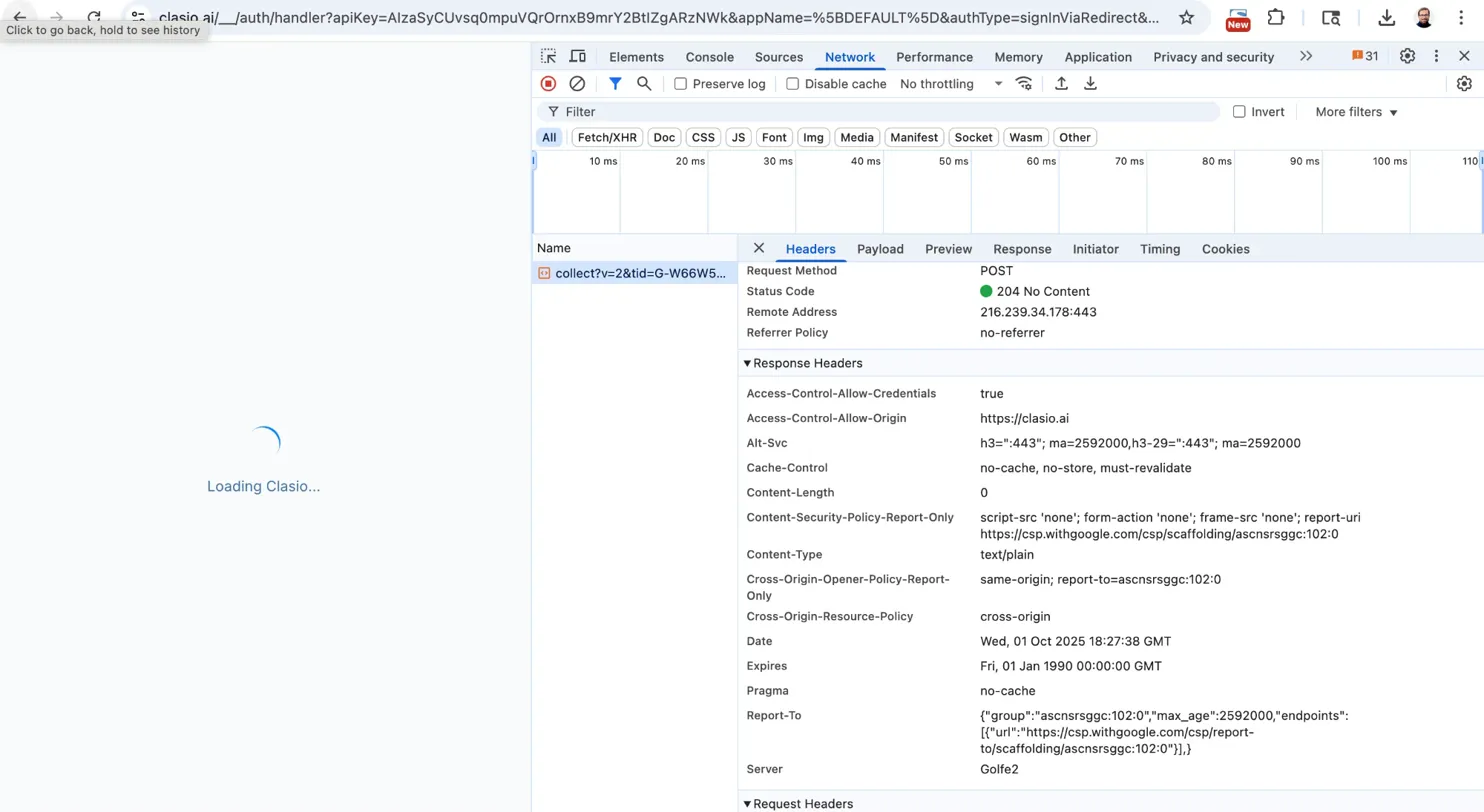 clasio.ai/__/auth/handler?apiKey=AIzaSyCUvsq0mpuVQrOrnxB9mrY2BtIZgARzNWk&appName=%5BDEFAULT%5D&authType=signInViaRedirect&...
New
Click to go back, hold to see history
Elements Console Sources Network Performance Memory Application Privacy and security 31
Preserve log Disable cache No throttling
Filter Invert More filters
All Fetch/XHR Doc CSS JS Font Img Media Manifest Socket Wasm Other
10 ms 20 ms 30 ms 40 ms 50 ms 60 ms 70 ms 80 ms 90 ms 100 ms 110
Name Headers Payload Preview Response Initiator Timing Cookies
collect?v=2&tid=G-W66W5...
Request Method POST
Status Code 204 No Content
Remote Address 216.239.34.178:443
Referrer Policy no-referrer
Response Headers
Access-Control-Allow-Credentials true
Access-Control-Allow-Origin https://clasio.ai
Alt-Svc h3=":443"; ma=2592000,h3-29=":443"; ma=2592000
Cache-Control no-cache, no-store, must-revalidate
Content-Length 0
Content-Security-Policy-Report-Only script-src 'none'; form-action 'none'; frame-src 'none'; report-uri
https://csp.withgoogle.com/csp/scaffolding/ascnsrsggc:102:0
Content-Type text/plain
Cross-Origin-Opener-Policy-Report- same-origin; report-to=ascnsrsggc:102:0
Only
Cross-Origin-Resource-Policy cross-origin
Date Wed, 01 Oct 2025 18:27:38 GMT
Expires Fri, 01 Jan 1990 00:00:00 GMT
Pragma no-cache
Report-To {"group":"ascnsrsggc:102:0","max_age":2592000,"endpoints":
[{"url":"https://csp.withgoogle.com/csp/report-
to/scaffolding/ascnsrsggc:102:0"}],}
Server Golfe2
Request Headers
Loading Clasio...